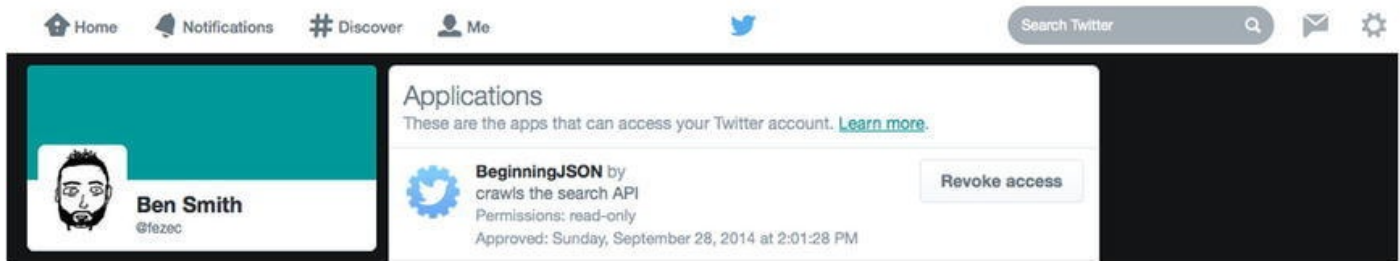 Home Notifications # Discover Me Search Twitter
Applications
These are the apps that can access your Twitter account. Learn more.
BeginningJSON by
crawls the search API
Permissions: read-only
Approved: Sunday, September 28, 2014 at 2:01:28 PM
Revoke access
Ben Smith
@fezec